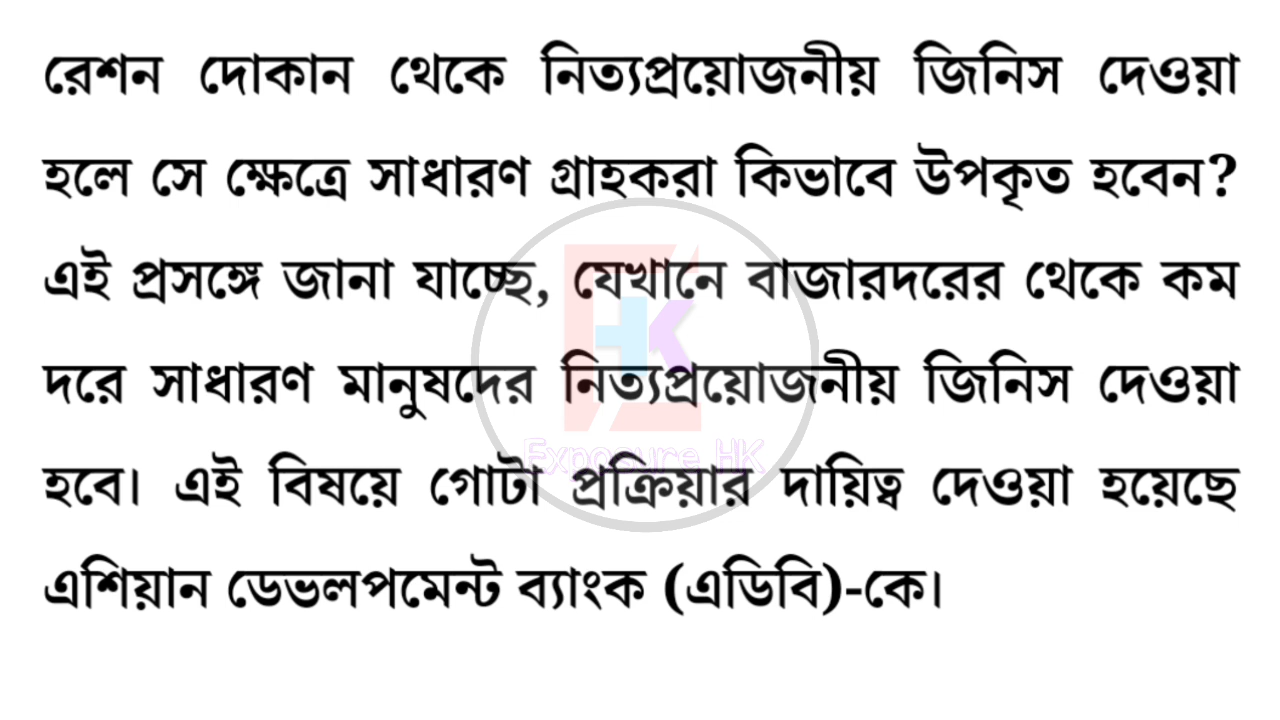 রেশন দোকান থেকে নিত্যপ্রয়োজনীয় জিনিস দেওয়া
হলে সে ক্ষেত্রে সাধারণ গ্রাহকরা কিভাবে উপকৃত হবেন?
এই প্রসঙ্গে জানা যাচ্ছে, যেখানে বাজারদরের থেকে কম
দরে সাধারণ মানুষদের নিত্যপ্রয়োজনীয় জিনিস দেওয়া
হবে। এই বিষয়ে গোটা প্রক্রিয়ার দায়িত্ব দেওয়া হয়েছে
এশিয়ান ডেভলপমেন্ট ব্যাংক (এডিবি)-কে।
HK
Exposure HK